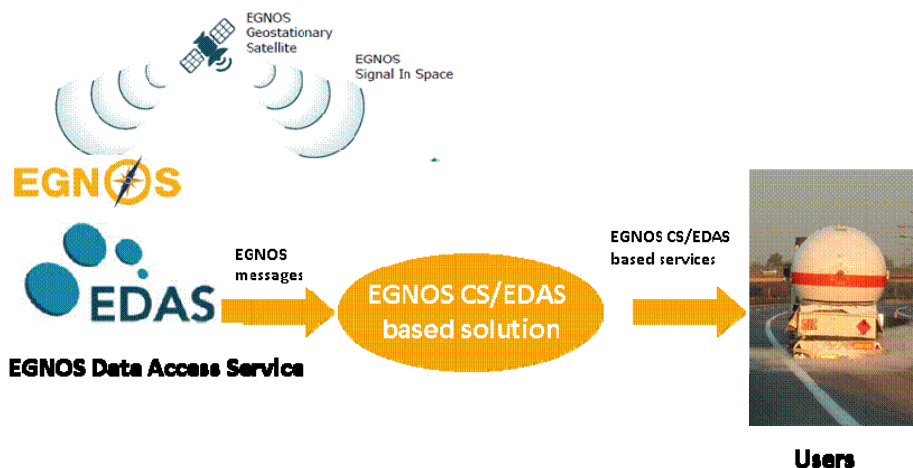 EGNOS
Geostationary
Satellite
EGNOS
Signal In Space
EGNOS
EDAS
EGNOS Data Access Service
EGNOS
messages
EGNOS CS/EDAS
based solution
EGNOS CS/EDAS
based services
Users